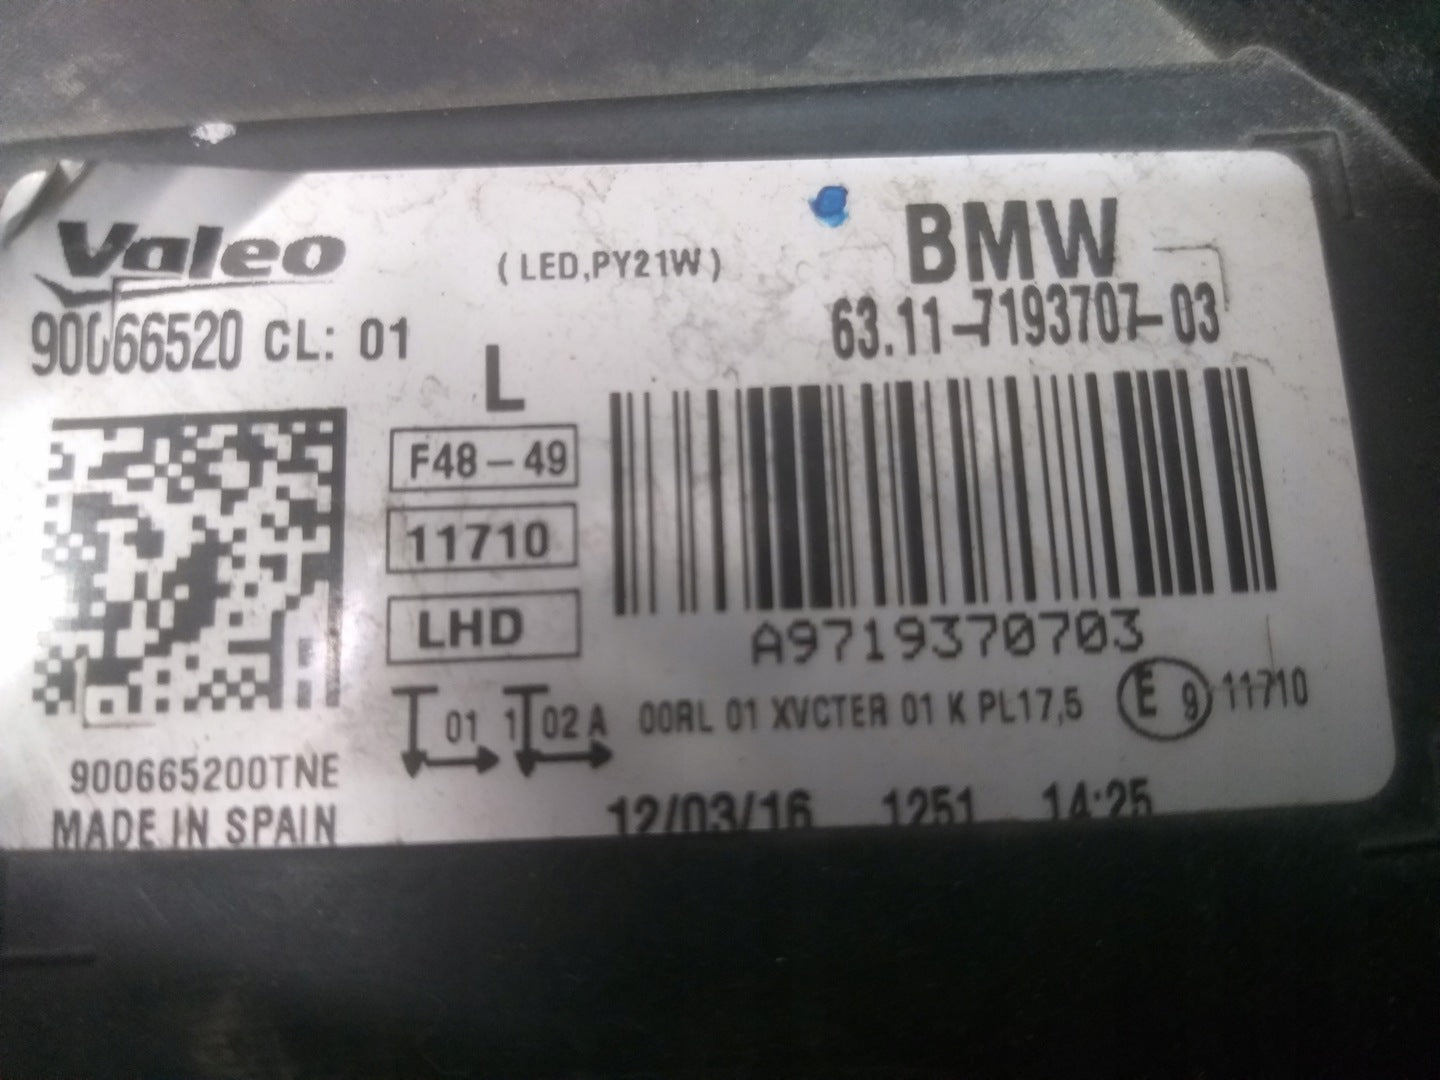 Valeo
(LED,PY21W)
BMW
90066520 CL: 01
63.11-7193707-03
L
F48-49
11710
LHD
A9719370703
01 1 02A 00RL 01 XVCTER 01 K PL17,5 E 9 11710
900665200TNE
MADE IN SPAIN
12/03/16 1251 14:25